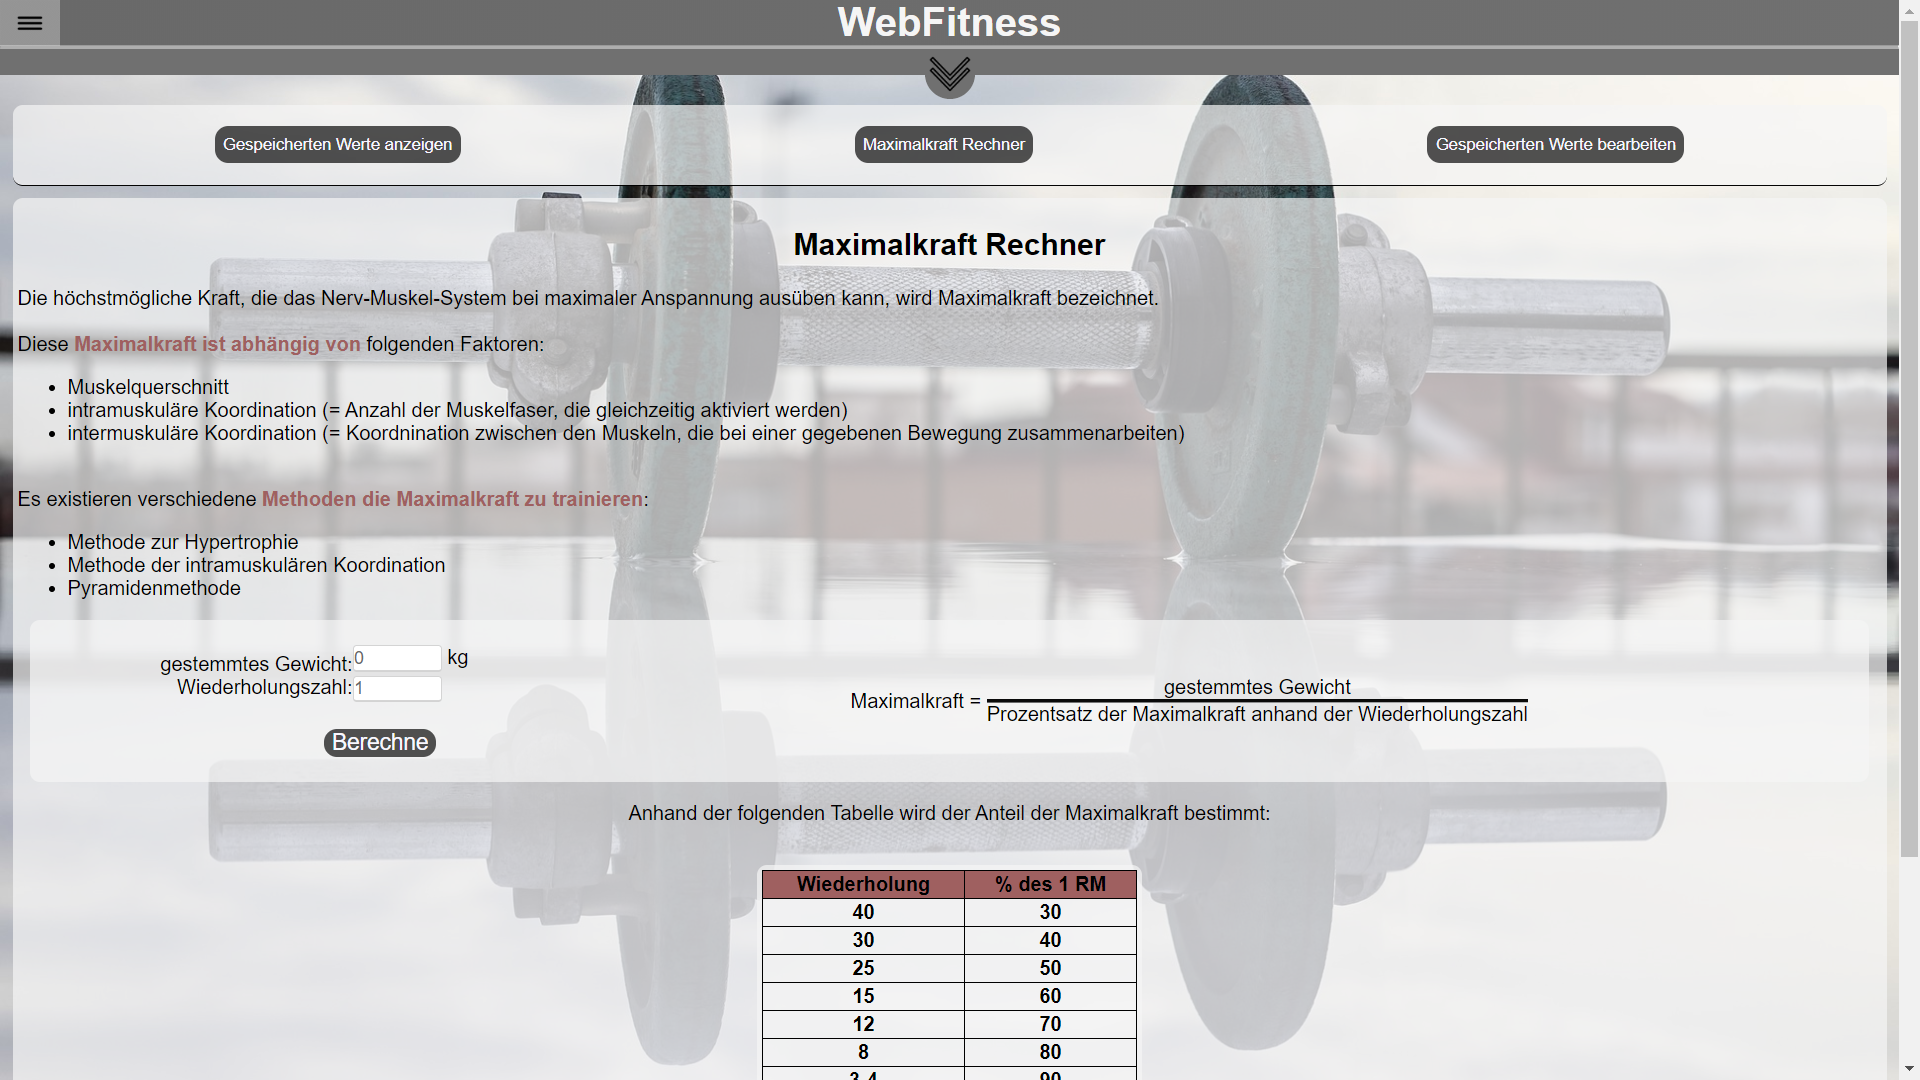 WebFitness
Gespeicherten Werte anzeigen
Maximalkraft Rechner
Gespeicherten Werte bearbeiten
Maximalkraft Rechner
Die höchstmögliche Kraft, die das Nerv-Muskel-System bei maximaler Anspannung ausüben kann, wird Maximalkraft bezeichnet.
Diese Maximalkraft ist abhängig von folgenden Faktoren:
• Muskelquerschnitt
• intramuskuläre Koordination (= Anzahl der Muskelfaser, die gleichzeitig aktiviert werden)
• intermuskuläre Koordination (= Koordnination zwischen den Muskeln, die bei einer gegebenen Bewegung zusammenarbeiten)
Es existieren verschiedene Methoden die Maximalkraft zu trainieren:
• Methode zur Hypertrophie
• Methode der intramuskulären Koordination
• Pyramidenmethode
gestemmtes Gewicht: 0 kg
Wiederholungszahl: 1
Berechne
gestemmtes Gewicht
Maximalkraft =
Prozentsatz der Maximalkraft anhand der Wiederholungszahl
Anhand der folgenden Tabelle wird der Anteil der Maximalkraft bestimmt:
Wiederholung % des 1 RM
40 30
30 40
25 50
15 60
12 70
8 80
3-4 90